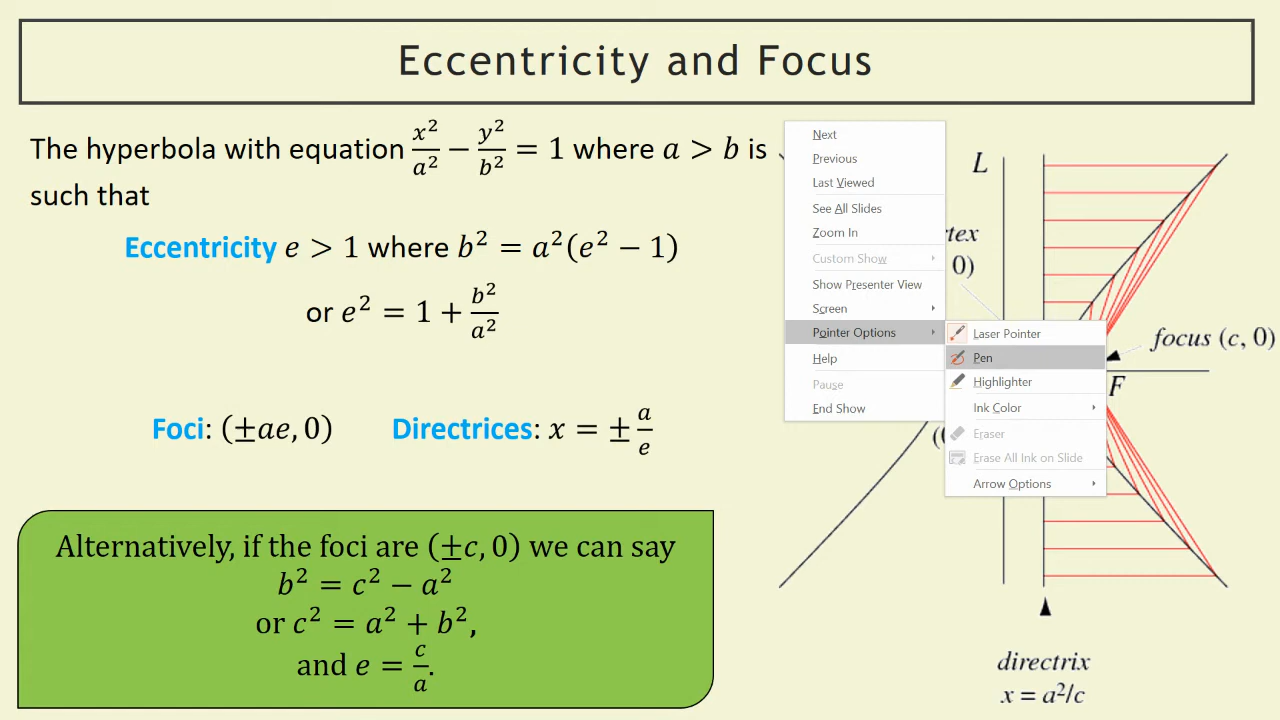 Eccentricity and Focus
The hyperbola with equation x²/a² − y²/b² = 1 where a > b is
such that
Eccentricity e > 1 where b² = a²(e² − 1)
or e² = 1 + b²/a²
Foci: (±ae, 0) Directrices: x = ± a/e
Alternatively, if the foci are (±c, 0) we can say
b² = c² − a²
or c² = a² + b²,
and e = c/a.
Next
Previous
Last Viewed
See All Slides
Zoom In
Custom Show
Show Presenter View
Screen
Pointer Options
Help
Pause
End Show
Laser Pointer
Pen
Highlighter
Ink Color
Eraser
Erase All Ink on Slide
Arrow Options
L
0)
focus (c, 0)
F
directrix
x = a²/c